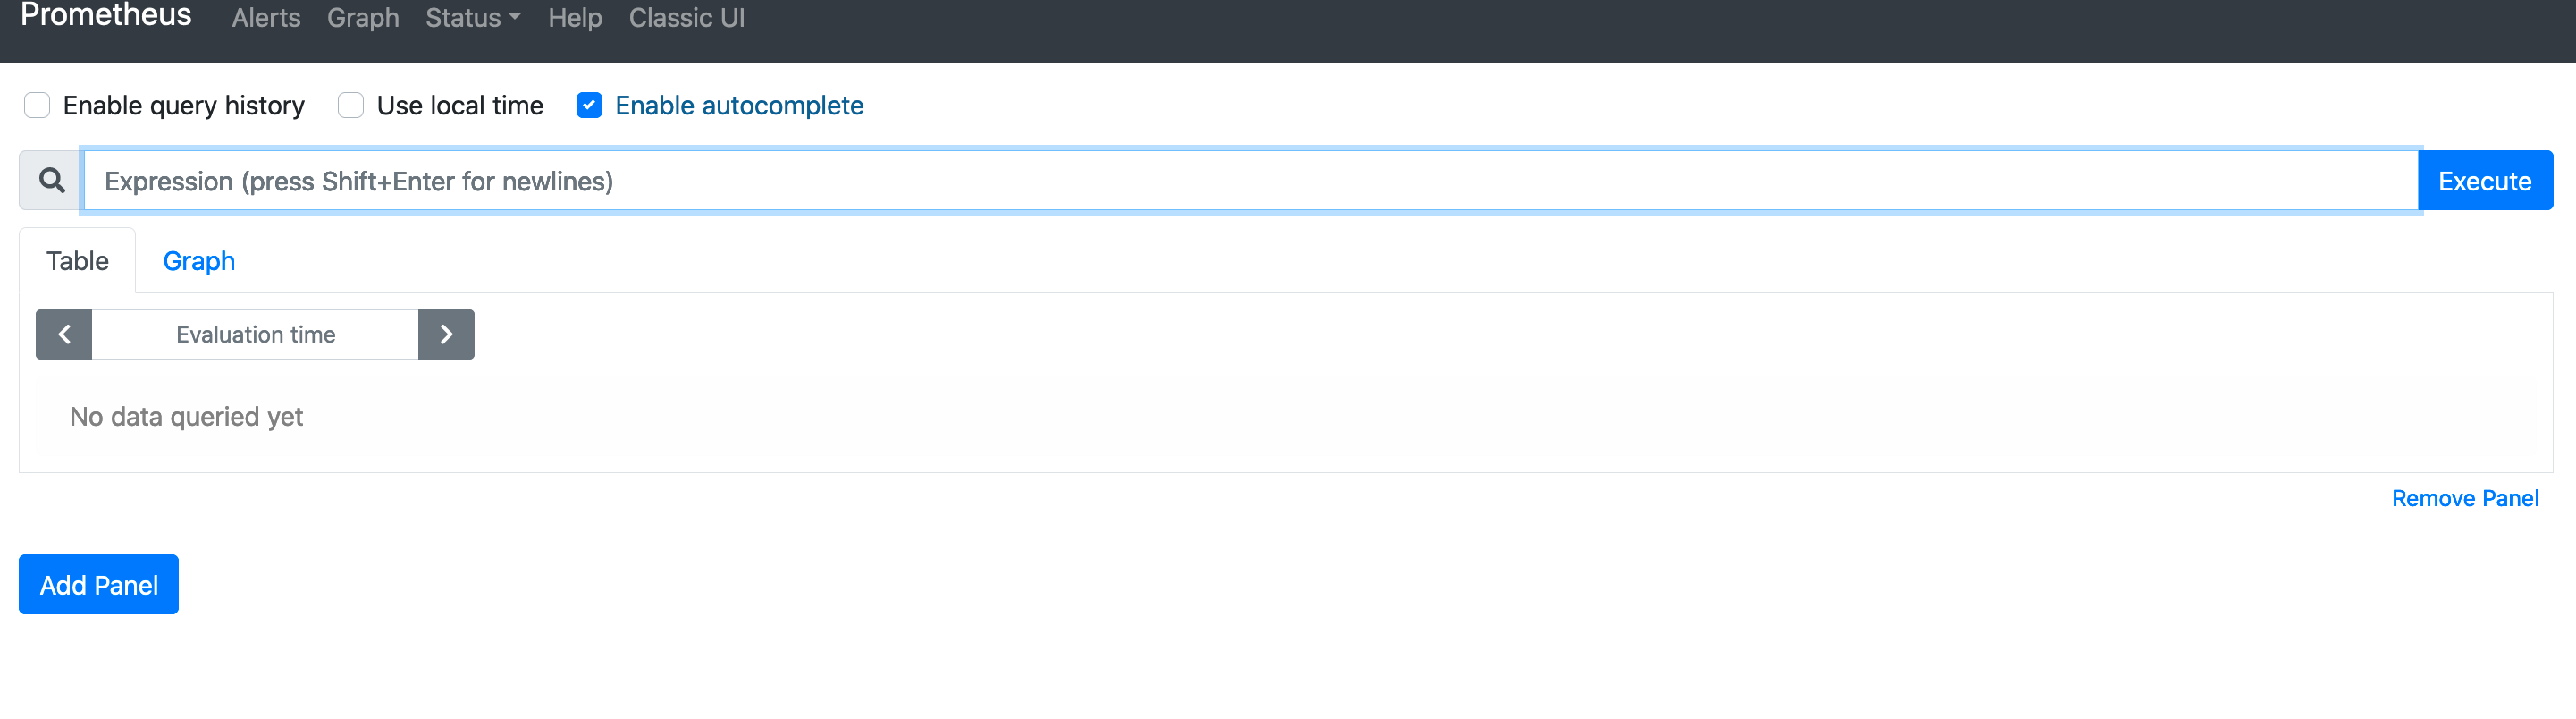 Prometheus Alerts Graph Status Help Classic UI
Enable query history Use local time Enable autocomplete
Expression (press Shift+Enter for newlines) Execute
Table Graph
Evaluation time
No data queried yet
Remove Panel
Add Panel